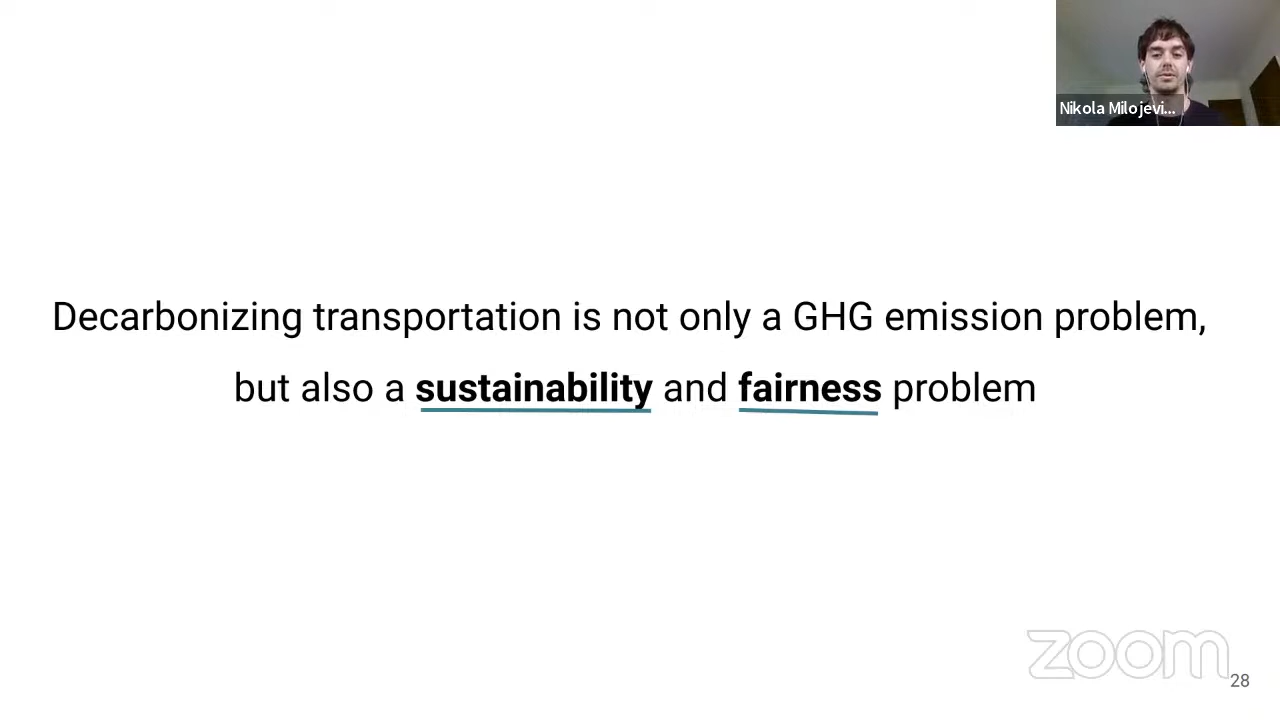 Nikola Milojevi...
Decarbonizing transportation is not only a GHG emission problem,
but also a sustainability and fairness problem
zoom
28